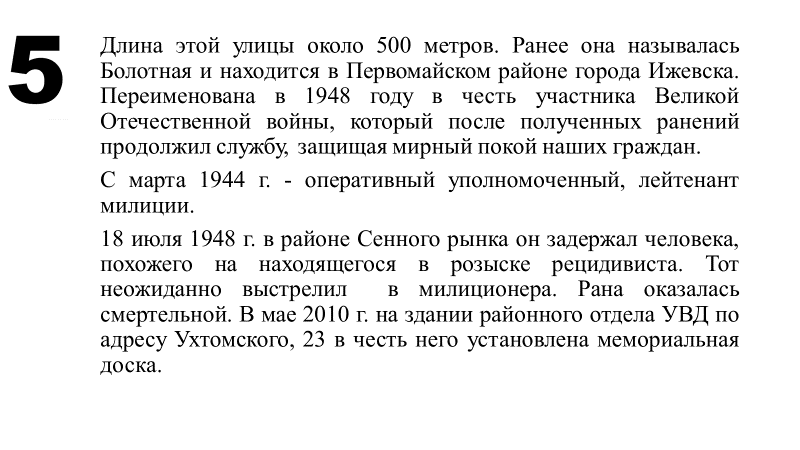 5
Длина этой улицы около 500 метров. Ранее она называлась
Болотная и находится в Первомайском районе города Ижевска.
Переименована в 1948 году в честь участника Великой
Отечественной войны, который после полученных ранений
продолжил службу, защищая мирный покой наших граждан.
С марта 1944 г. - оперативный уполномоченный, лейтенант
милиции.
18 июля 1948 г. в районе Сенного рынка он задержал человека,
похожего на находящегося в розыске рецидивиста. Тот
неожиданно выстрелил в милиционера. Рана оказалась
смертельной. В мае 2010 г. на здании районного отдела УВД по
адресу Ухтомского, 23 в честь него установлена мемориальная
доска.